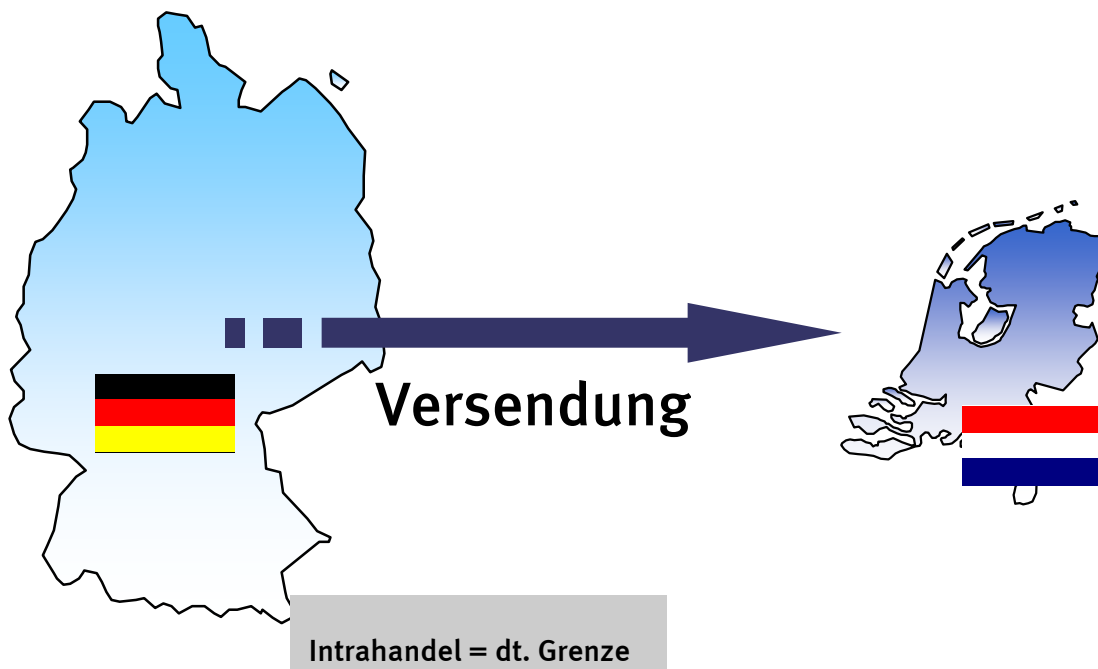 Versendung
Intrahandel = dt. Grenze